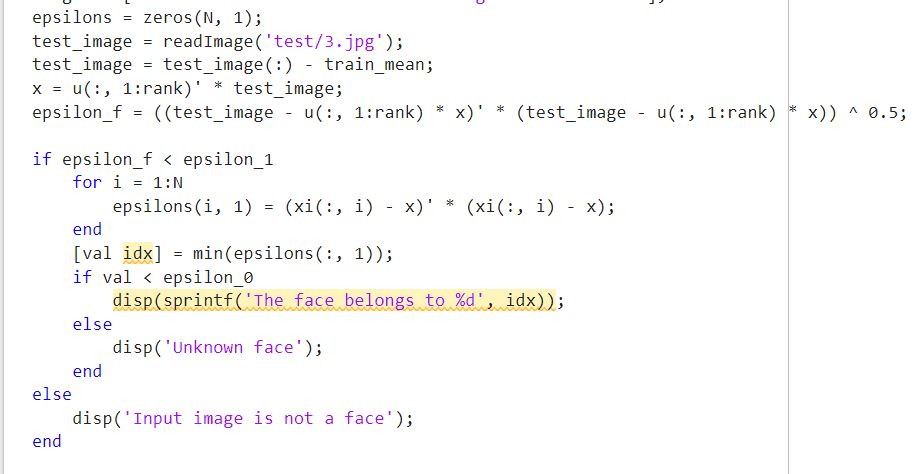 epsilons = zeros(N, 1);
test_image = readImage('test/3.jpg');
test_image = test_image(:) - train_mean;
x = u(:, 1:rank)' * test_image;
epsilon_f = ((test_image - u(:, 1:rank) * x)' * (test_image - u(:, 1:rank) * x)) ^ 0.5;
if epsilon_f < epsilon_1
for i = 1:N
epsilons(i, 1) = (xi(:, i) - x)' * (xi(:, i) - x);
end
[val idx] = min(epsilons(:, 1));
if val < epsilon_0
disp(sprintf('The face belongs to %d', idx));
else
disp('Unknown face');
end
else
disp('Input image is not a face');
end